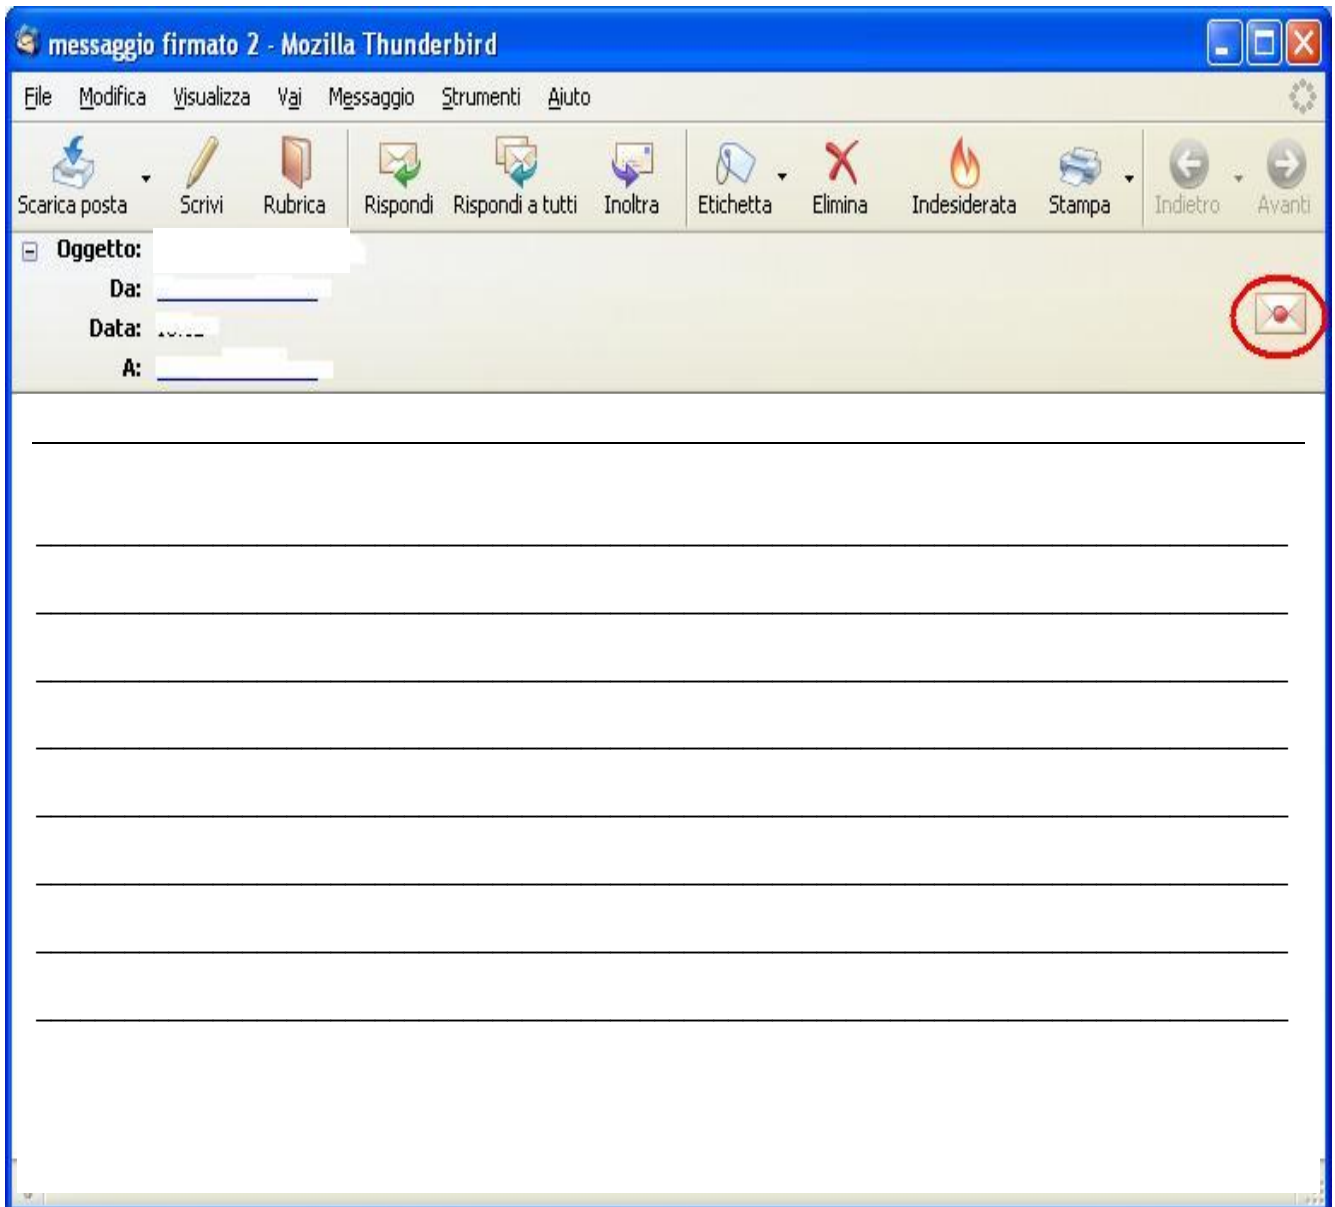 messaggio firmato 2 - Mozilla Thunderbird
File Modifica Visualizza Vai Messaggio Strumenti Aiuto
Scarica posta Scrivi Rubrica Rispondi Rispondi a tutti Inoltra Etichetta Elimina Indesiderata Stampa Indietro Avanti
Oggetto:
Da:
Data:
A: